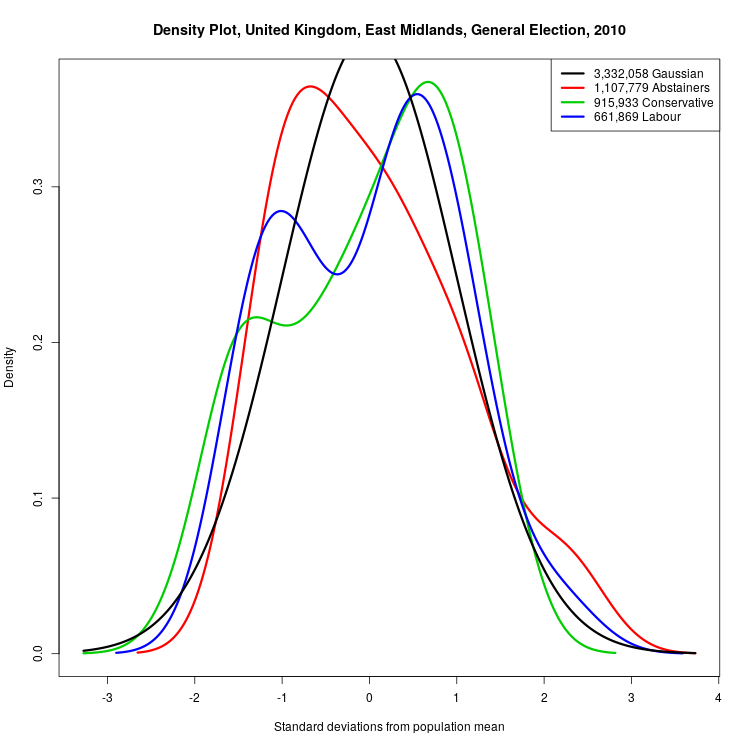 Density Plot, United Kingdom, East Midlands, General Election, 2010
3,332,058 Gaussian
1,107,779 Abstainers
915,933 Conservative
661,869 Labour
Density
0.3
0.2
0.1
0.0
-3 -2 -1 0 1 2 3 4
Standard deviations from population mean